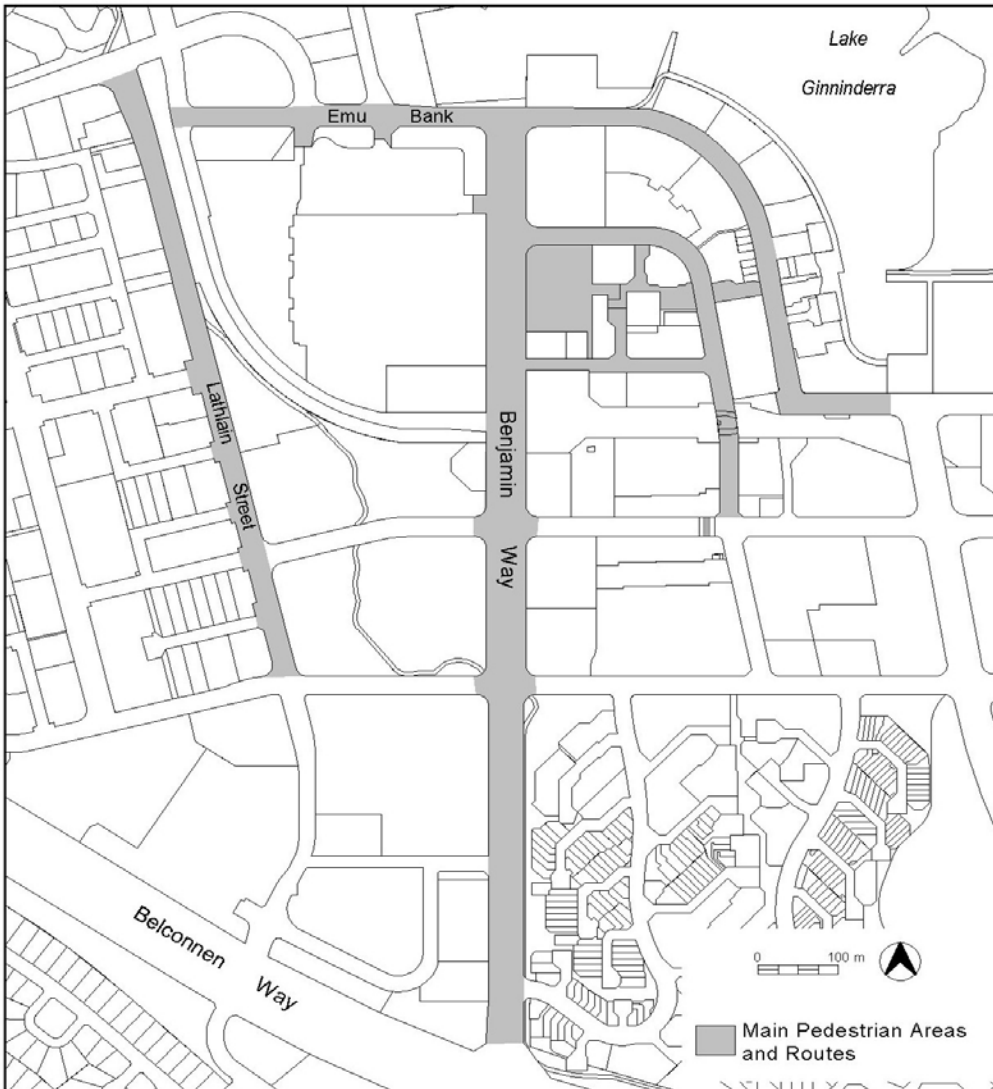 Lake
Ginninderra
Emu Bank
Lathlain
Street
Benjamin
Way
Belconnen
Way
0 100 m
Main Pedestrian Areas
and Routes